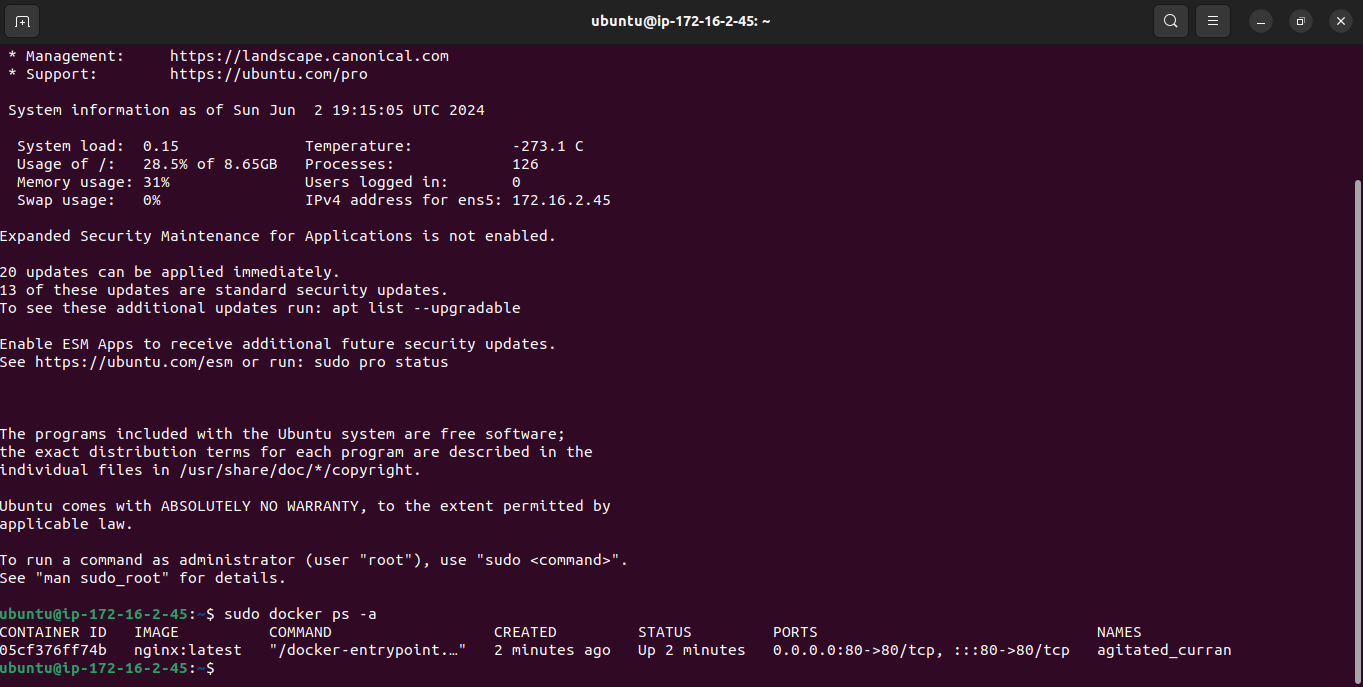 ubuntu@ip-172-16-2-45: ~
 * Management:     https://landscape.canonical.com
 * Support:        https://ubuntu.com/pro
 System information as of Sun Jun  2 19:15:05 UTC 2024
  System load:  0.15              Temperature:           -273.1 C
  Usage of /:   28.5% of 8.65GB   Processes:             126
  Memory usage: 31%               Users logged in:       0
  Swap usage:   0%                IPv4 address for ens5: 172.16.2.45
Expanded Security Maintenance for Applications is not enabled.
20 updates can be applied immediately.
13 of these updates are standard security updates.
To see these additional updates run: apt list --upgradable
Enable ESM Apps to receive additional future security updates.
See https://ubuntu.com/esm or run: sudo pro status
The programs included with the Ubuntu system are free software;
the exact distribution terms for each program are described in the
individual files in /usr/share/doc/*/copyright.
Ubuntu comes with ABSOLUTELY NO WARRANTY, to the extent permitted by
applicable law.
To run a command as administrator (user "root"), use "sudo <command>".
See "man sudo_root" for details.
ubuntu@ip-172-16-2-45:~$ sudo docker ps -a
CONTAINER ID   IMAGE          COMMAND                  CREATED         STATUS         PORTS                               NAMES
05cf376ff74b   nginx:latest   "/docker-entrypoint.…"   2 minutes ago   Up 2 minutes   0.0.0.0:80->80/tcp, :::80->80/tcp   agitated_curran
ubuntu@ip-172-16-2-45:~$